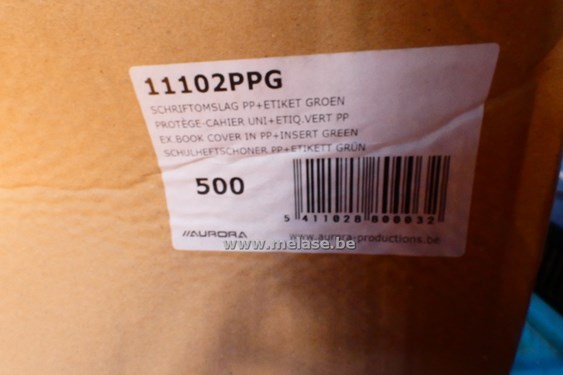 11102PPG
SCHRIFTOMSLAG PP+ETIKET GROEN
PROTÈGE-CAHIER UNI+ETIQ.VERT PP
EX.BOOK COVER IN PP+INSERT GREEN
SCHULHEFTSCHONER PP+ETIKETT GRÜN
500
5 411028 800032
AURORA
www.aurora-productions.be
www.melase.be